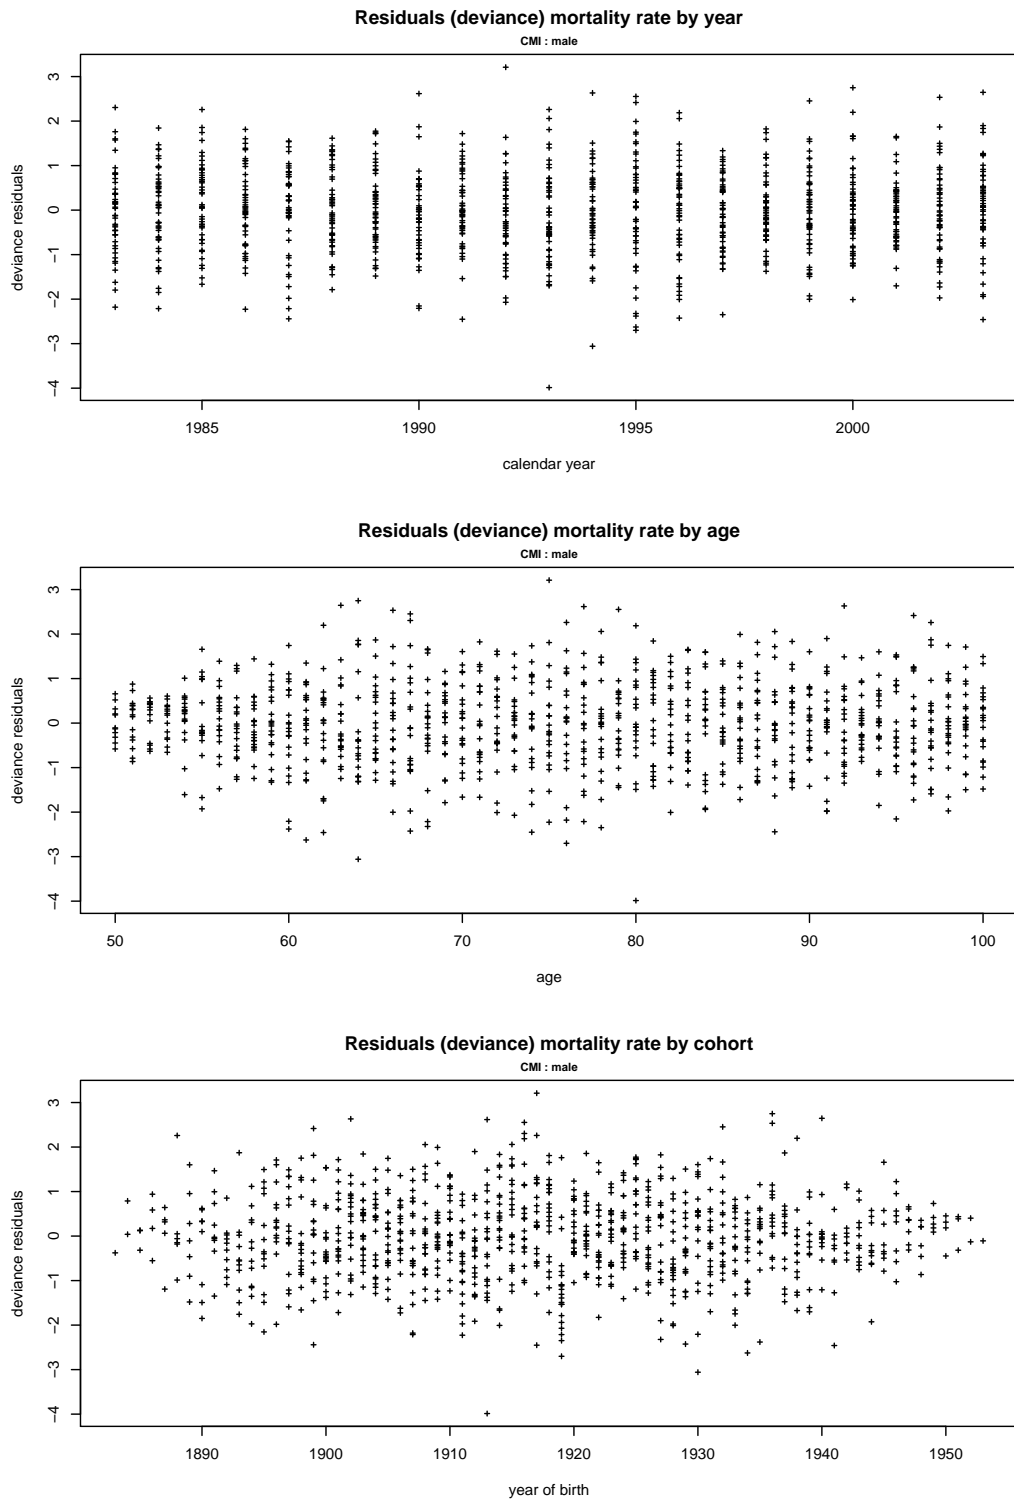 Residuals (deviance) mortality rate by year
CMI : male
3
2
1
0
−1
−2
−3
−4
deviance residuals
1985 1990 1995 2000
calendar year
Residuals (deviance) mortality rate by age
CMI : male
3
2
1
0
−1
−2
−3
−4
deviance residuals
50 60 70 80 90 100
age
Residuals (deviance) mortality rate by cohort
CMI : male
3
2
1
0
−1
−2
−3
−4
deviance residuals
1890 1900 1910 1920 1930 1940 1950
year of birth